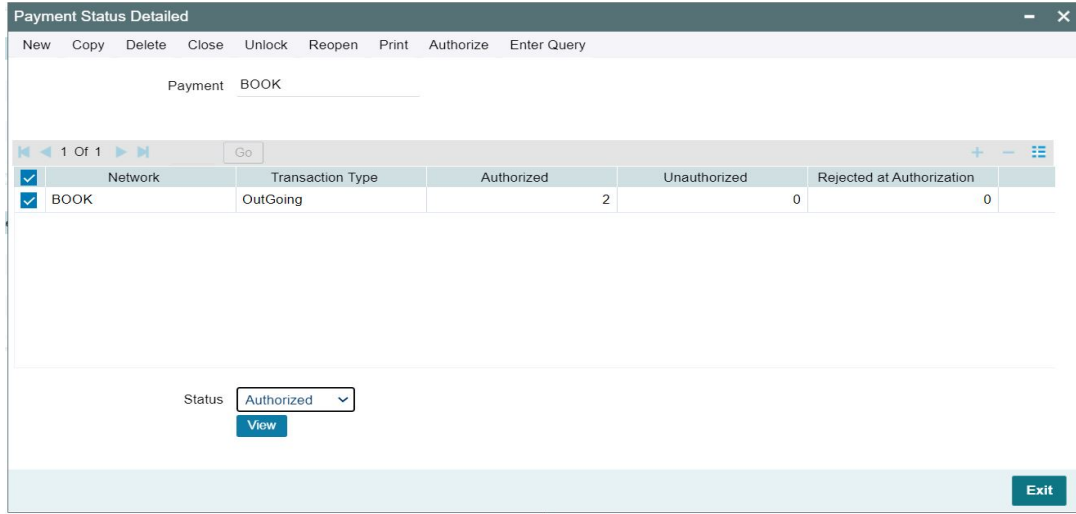 Payment Status Detailed
New Copy Delete Close Unlock Reopen Print Authorize Enter Query
Payment BOOK
1 Of 1 Go
Network Transaction Type Authorized Unauthorized Rejected at Authorization
BOOK OutGoing 2 0 0
Status Authorized
View
Exit